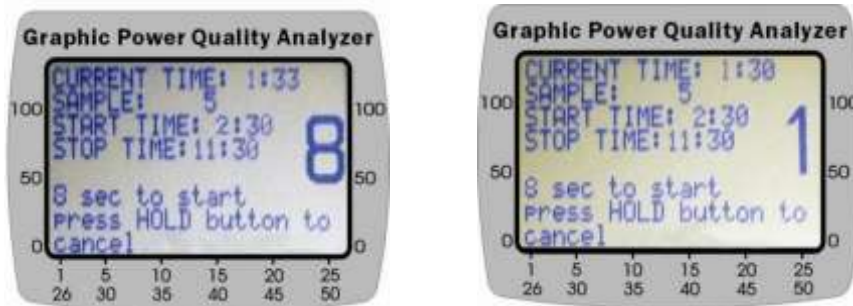 Graphic Power Quality Analyzer
CURRENT TIME: 1:33
SAMPLE: 5
START TIME: 2:30
STOP TIME:11:30
8
8 sec to start
press HOLD button to
cancel
100
50
0
100
50
0
1 5 10 15 20 25
26 30 35 40 45 50
Graphic Power Quality Analyzer
CURRENT TIME: 1:30
SAMPLE: 5
START TIME: 2:30
STOP TIME:11:30
1
8 sec to start
press HOLD button to
cancel
100
50
0
100
50
0
1 5 10 15 20 25
26 30 35 40 45 50